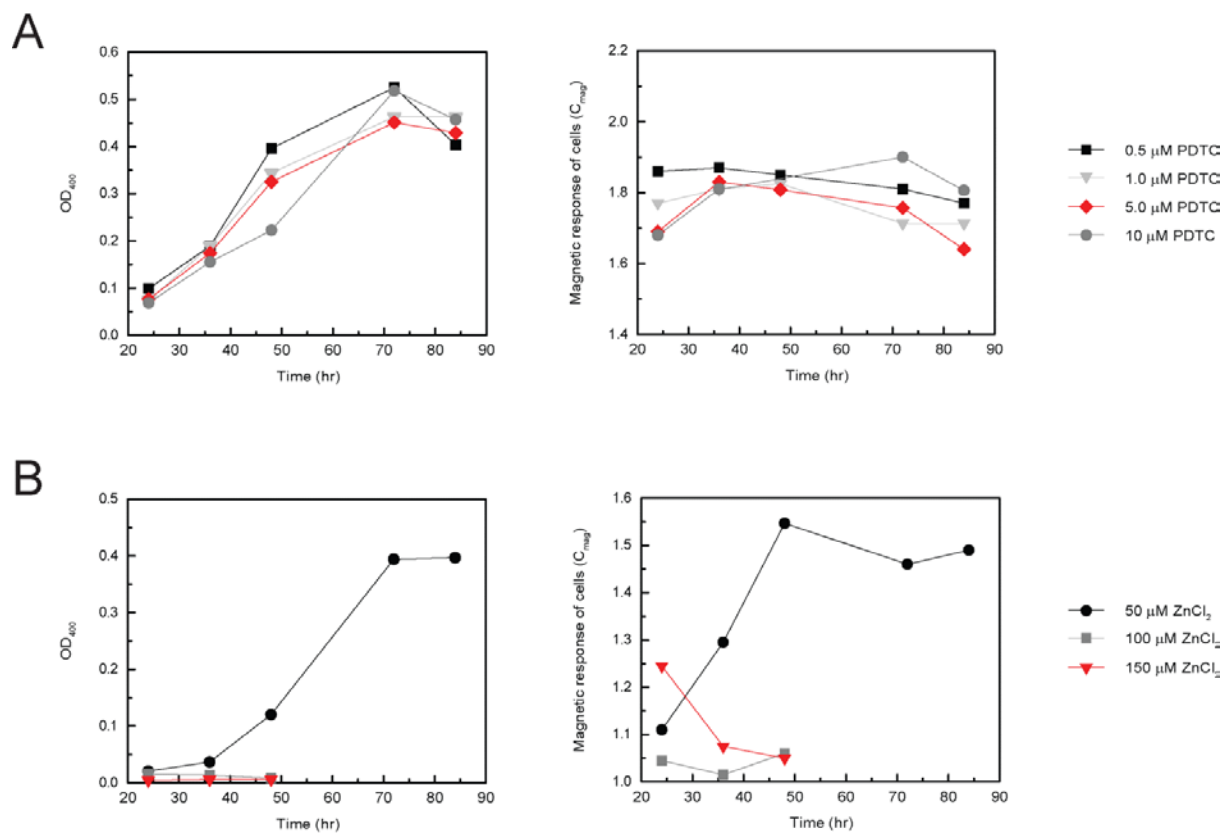 A
0.6
0.5
0.4
0.3
0.2
0.1
0.0
OD400
20 30 40 50 60 70 80 90
Time (hr)
2.2
2.0
1.8
1.6
1.4
Magnetic response of cells (Cmag)
20 30 40 50 60 70 80 90
Time (hr)
0.5 μM PDTC
1.0 μM PDTC
5.0 μM PDTC
10 μM PDTC
B
0.5
0.4
0.3
0.2
0.1
0.0
OD400
20 30 40 50 60 70 80 90
Time (hr)
1.6
1.5
1.4
1.3
1.2
1.1
1.0
Magnetic response of cells (Cmag)
20 30 40 50 60 70 80 90
Time (hr)
50 μM ZnCl2
100 μM ZnCl2
150 μM ZnCl2